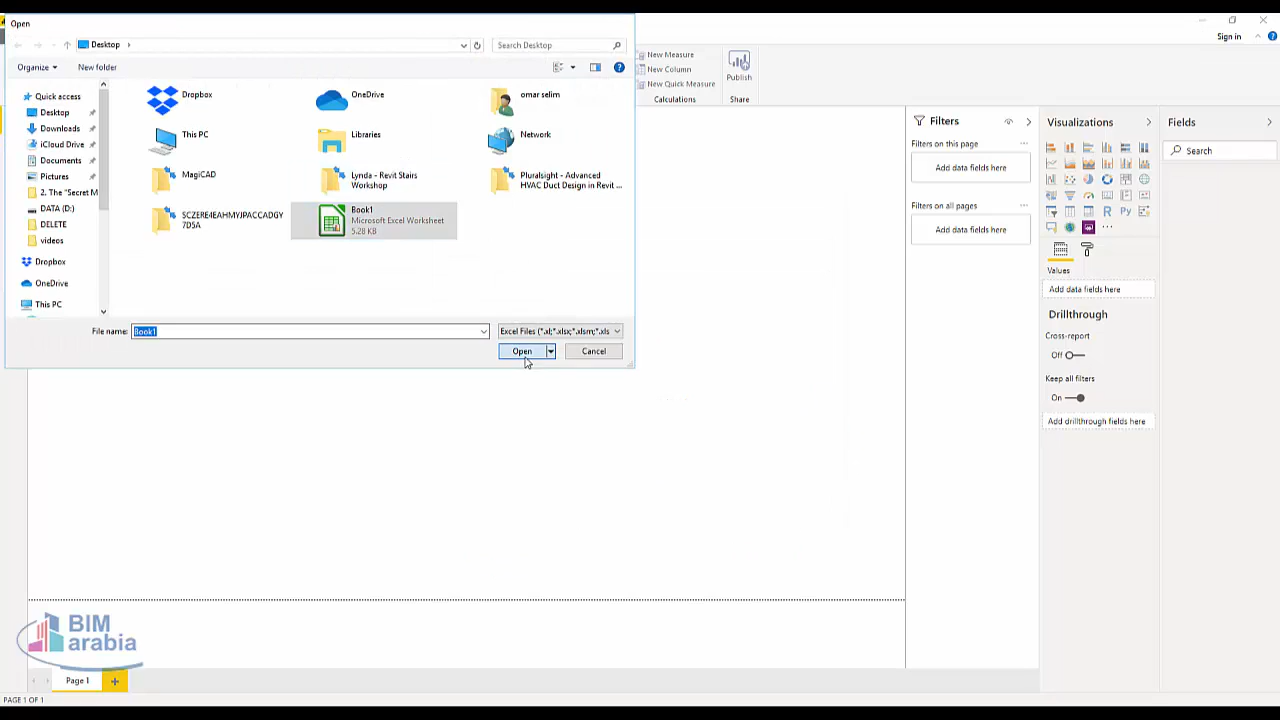 Open
Desktop
Search Desktop
Organize
New folder
Quick access
Desktop
Downloads
iCloud Drive
Documents
Pictures
2. The "Secret M
DATA (D:)
DELETE
videos
Dropbox
OneDrive
This PC
Dropbox
OneDrive
omar selim
This PC
Libraries
Network
MagiCAD
Lynda - Revit Stairs
Workshop
Pluralsight - Advanced
HVAC Duct Design in Revit ...
SCZERE4EAHMYJPACCADGY
7D5A
Book1
Microsoft Excel Worksheet
5.28 KB
File name:
Book1
Excel Files (*.xl;*.xlsx;*.xlsm;*.xls
Open
Cancel
Sign in
New Measure
New Column
New Quick Measure
Calculations
Publish
Share
Filters
Filters on this page
...
Add data fields here
Filters on all pages
...
Add data fields here
Visualizations
R
Py
...
Values
Add data fields here
Drillthrough
Cross-report
Off
Keep all filters
On
Add drillthrough fields here
Fields
Search
BIM
arabia
Page 1
PAGE 1 OF 1